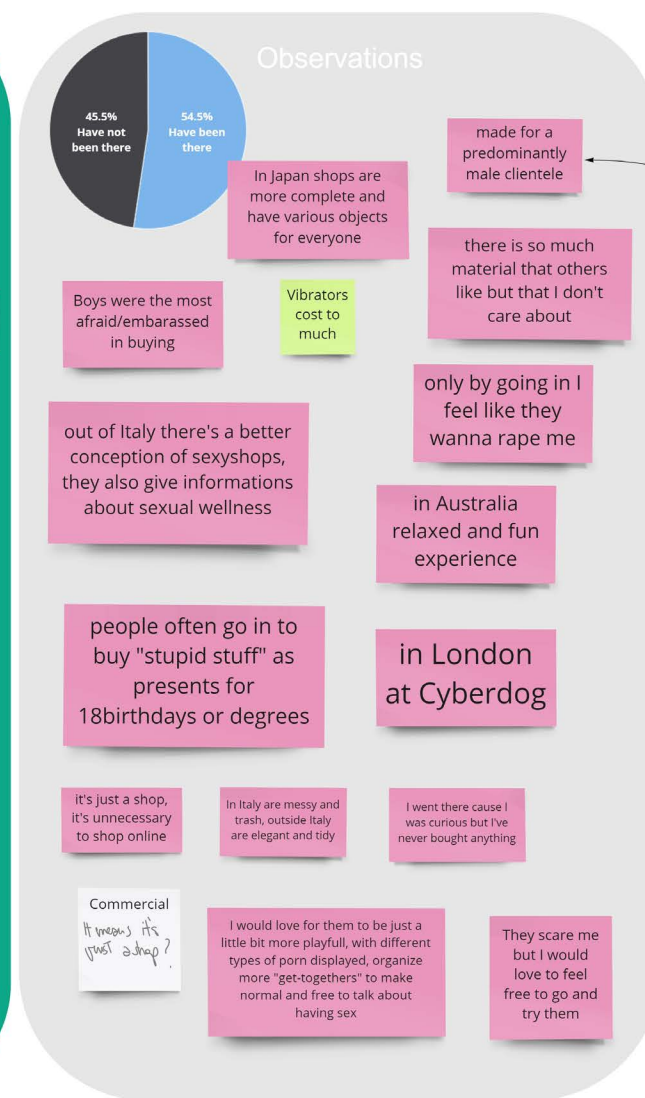 Observations
45.5%
Have not
been there
54.5%
Have been
there
made for a
predominantly
male clientele
In Japan shops are
more complete and
have various objects
for everyone
there is so much
material that others
like but that I don't
care about
Boys were the most
afraid/embarassed
in buying
Vibrators
cost to
much
only by going in I
feel like they
wanna rape me
out of Italy there's a better
conception of sexyshops,
they also give informations
about sexual wellness
in Australia
relaxed and fun
experience
people often go in to
buy "stupid stuff" as
presents for
18birthdays or degrees
in London
at Cyberdog
it's just a shop,
it's unnecessary
to shop online
In Italy are messy and
trash, outside Italy
are elegant and tidy
I went there cause I
was curious but I've
never bought anything
Commercial
It means it's
just a shop?
I would love for them to be just a
little bit more playfull, with different
types of porn displayed, organize
more "get-togethers" to make
normal and free to talk about
having sex
They scare me
but I would
love to feel
free to go and
try them